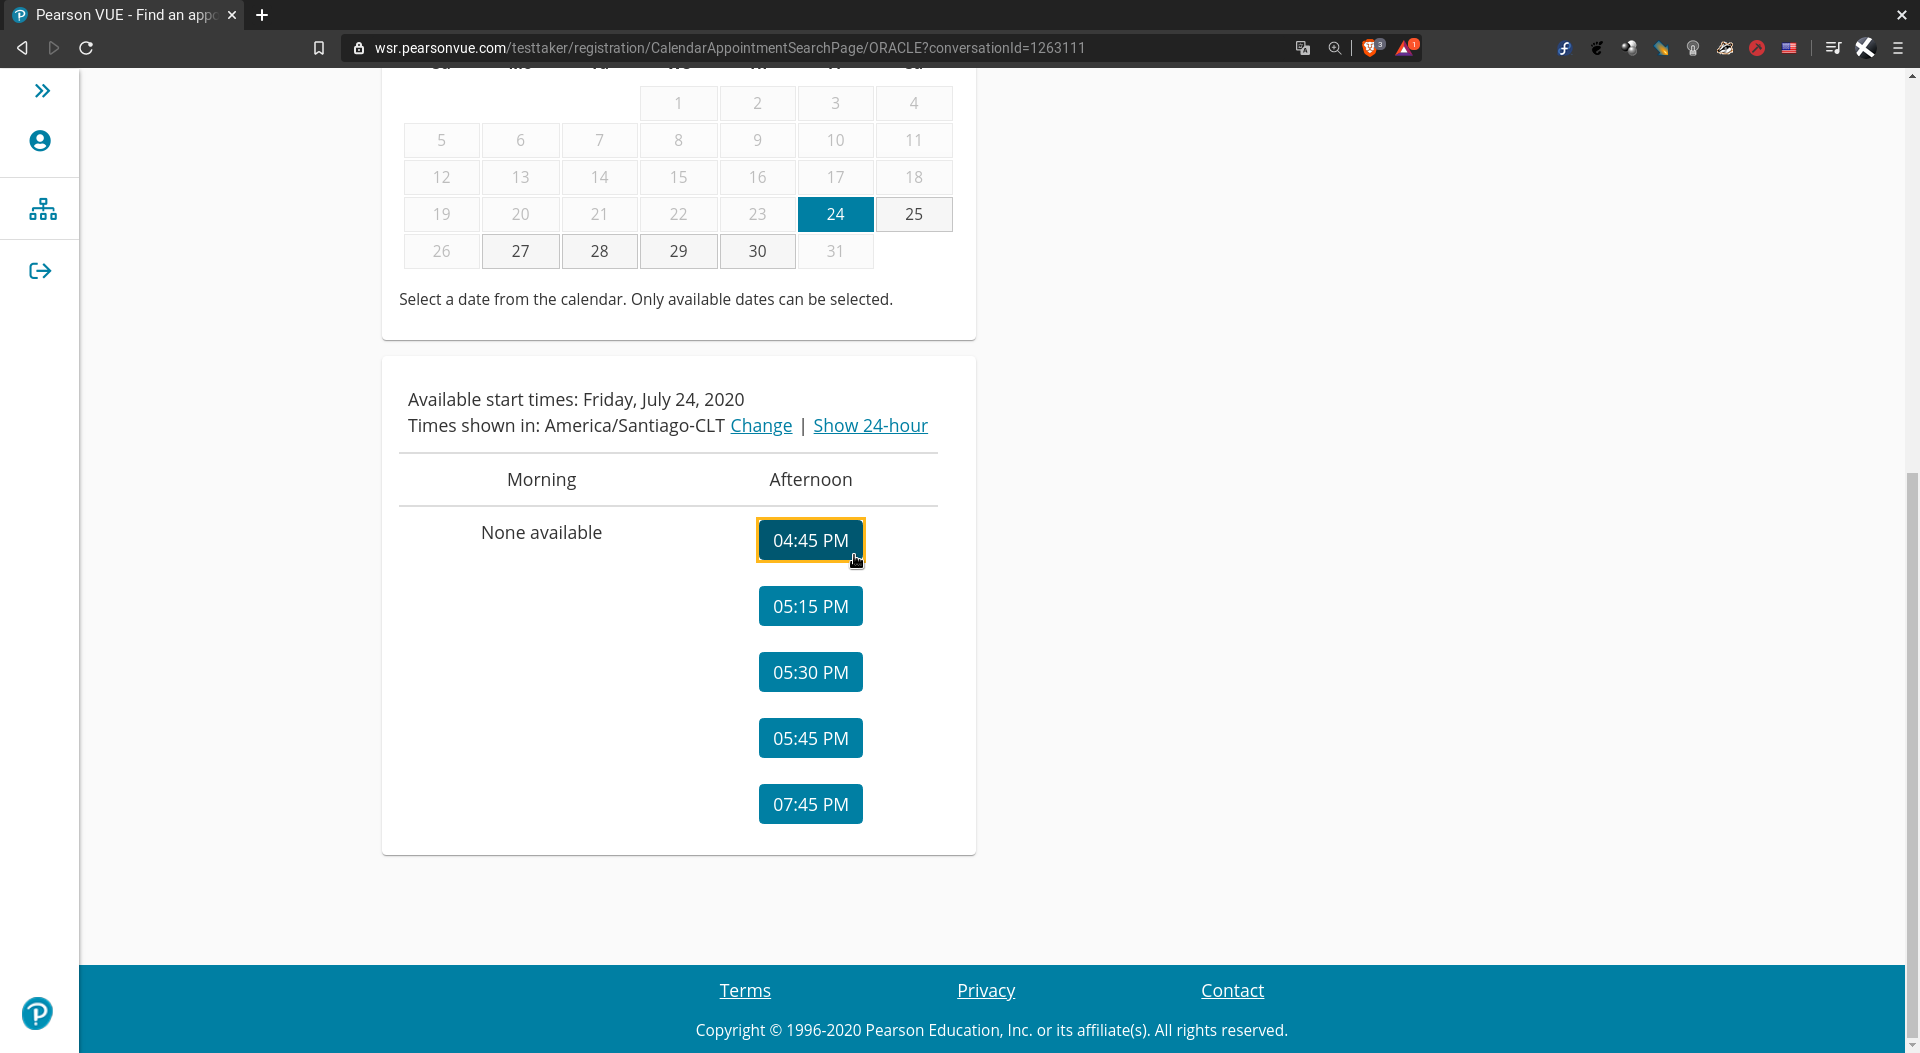 Pearson VUE - Find an appo
wsr.pearsonvue.com/testtaker/registration/CalendarAppointmentSearchPage/ORACLE?conversationId=1263111
3
1
1 2 3 4
5 6 7 8 9 10 11
12 13 14 15 16 17 18
19 20 21 22 23 24 25
26 27 28 29 30 31
Select a date from the calendar. Only available dates can be selected.
Available start times: Friday, July 24, 2020
Times shown in: America/Santiago-CLT Change | Show 24-hour
Morning Afternoon
None available 04:45 PM
05:15 PM
05:30 PM
05:45 PM
07:45 PM
Terms Privacy Contact
Copyright © 1996-2020 Pearson Education, Inc. or its affiliate(s). All rights reserved.